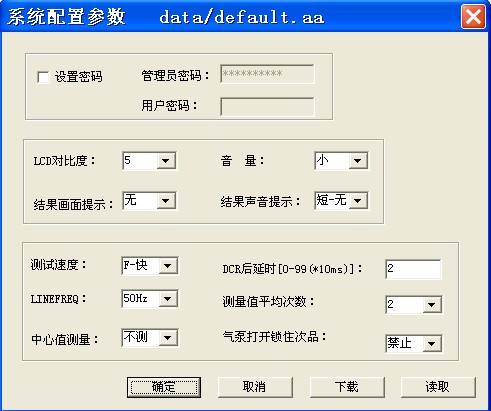 系统配置参数 data/default.aa
设置密码 管理员密码： **********
用户密码：
LCD对比度： 5 音 量： 小
结果画面提示： 无 结果声音提示： 短-无
测试速度： F-快 DCR后延时[0-99(*10ms)]： 2
LINEFREQ： 50Hz 测量值平均次数： 2
中心值测量： 不测 气泵打开锁住次品： 禁止
确定 取消 下载 读取